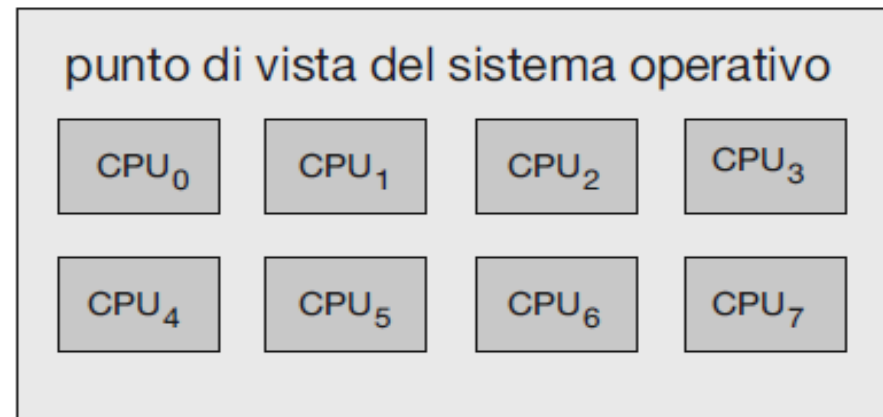 punto di vista del sistema operativo
CPU₀ CPU₁ CPU₂ CPU₃
CPU₄ CPU₅ CPU₆ CPU₇